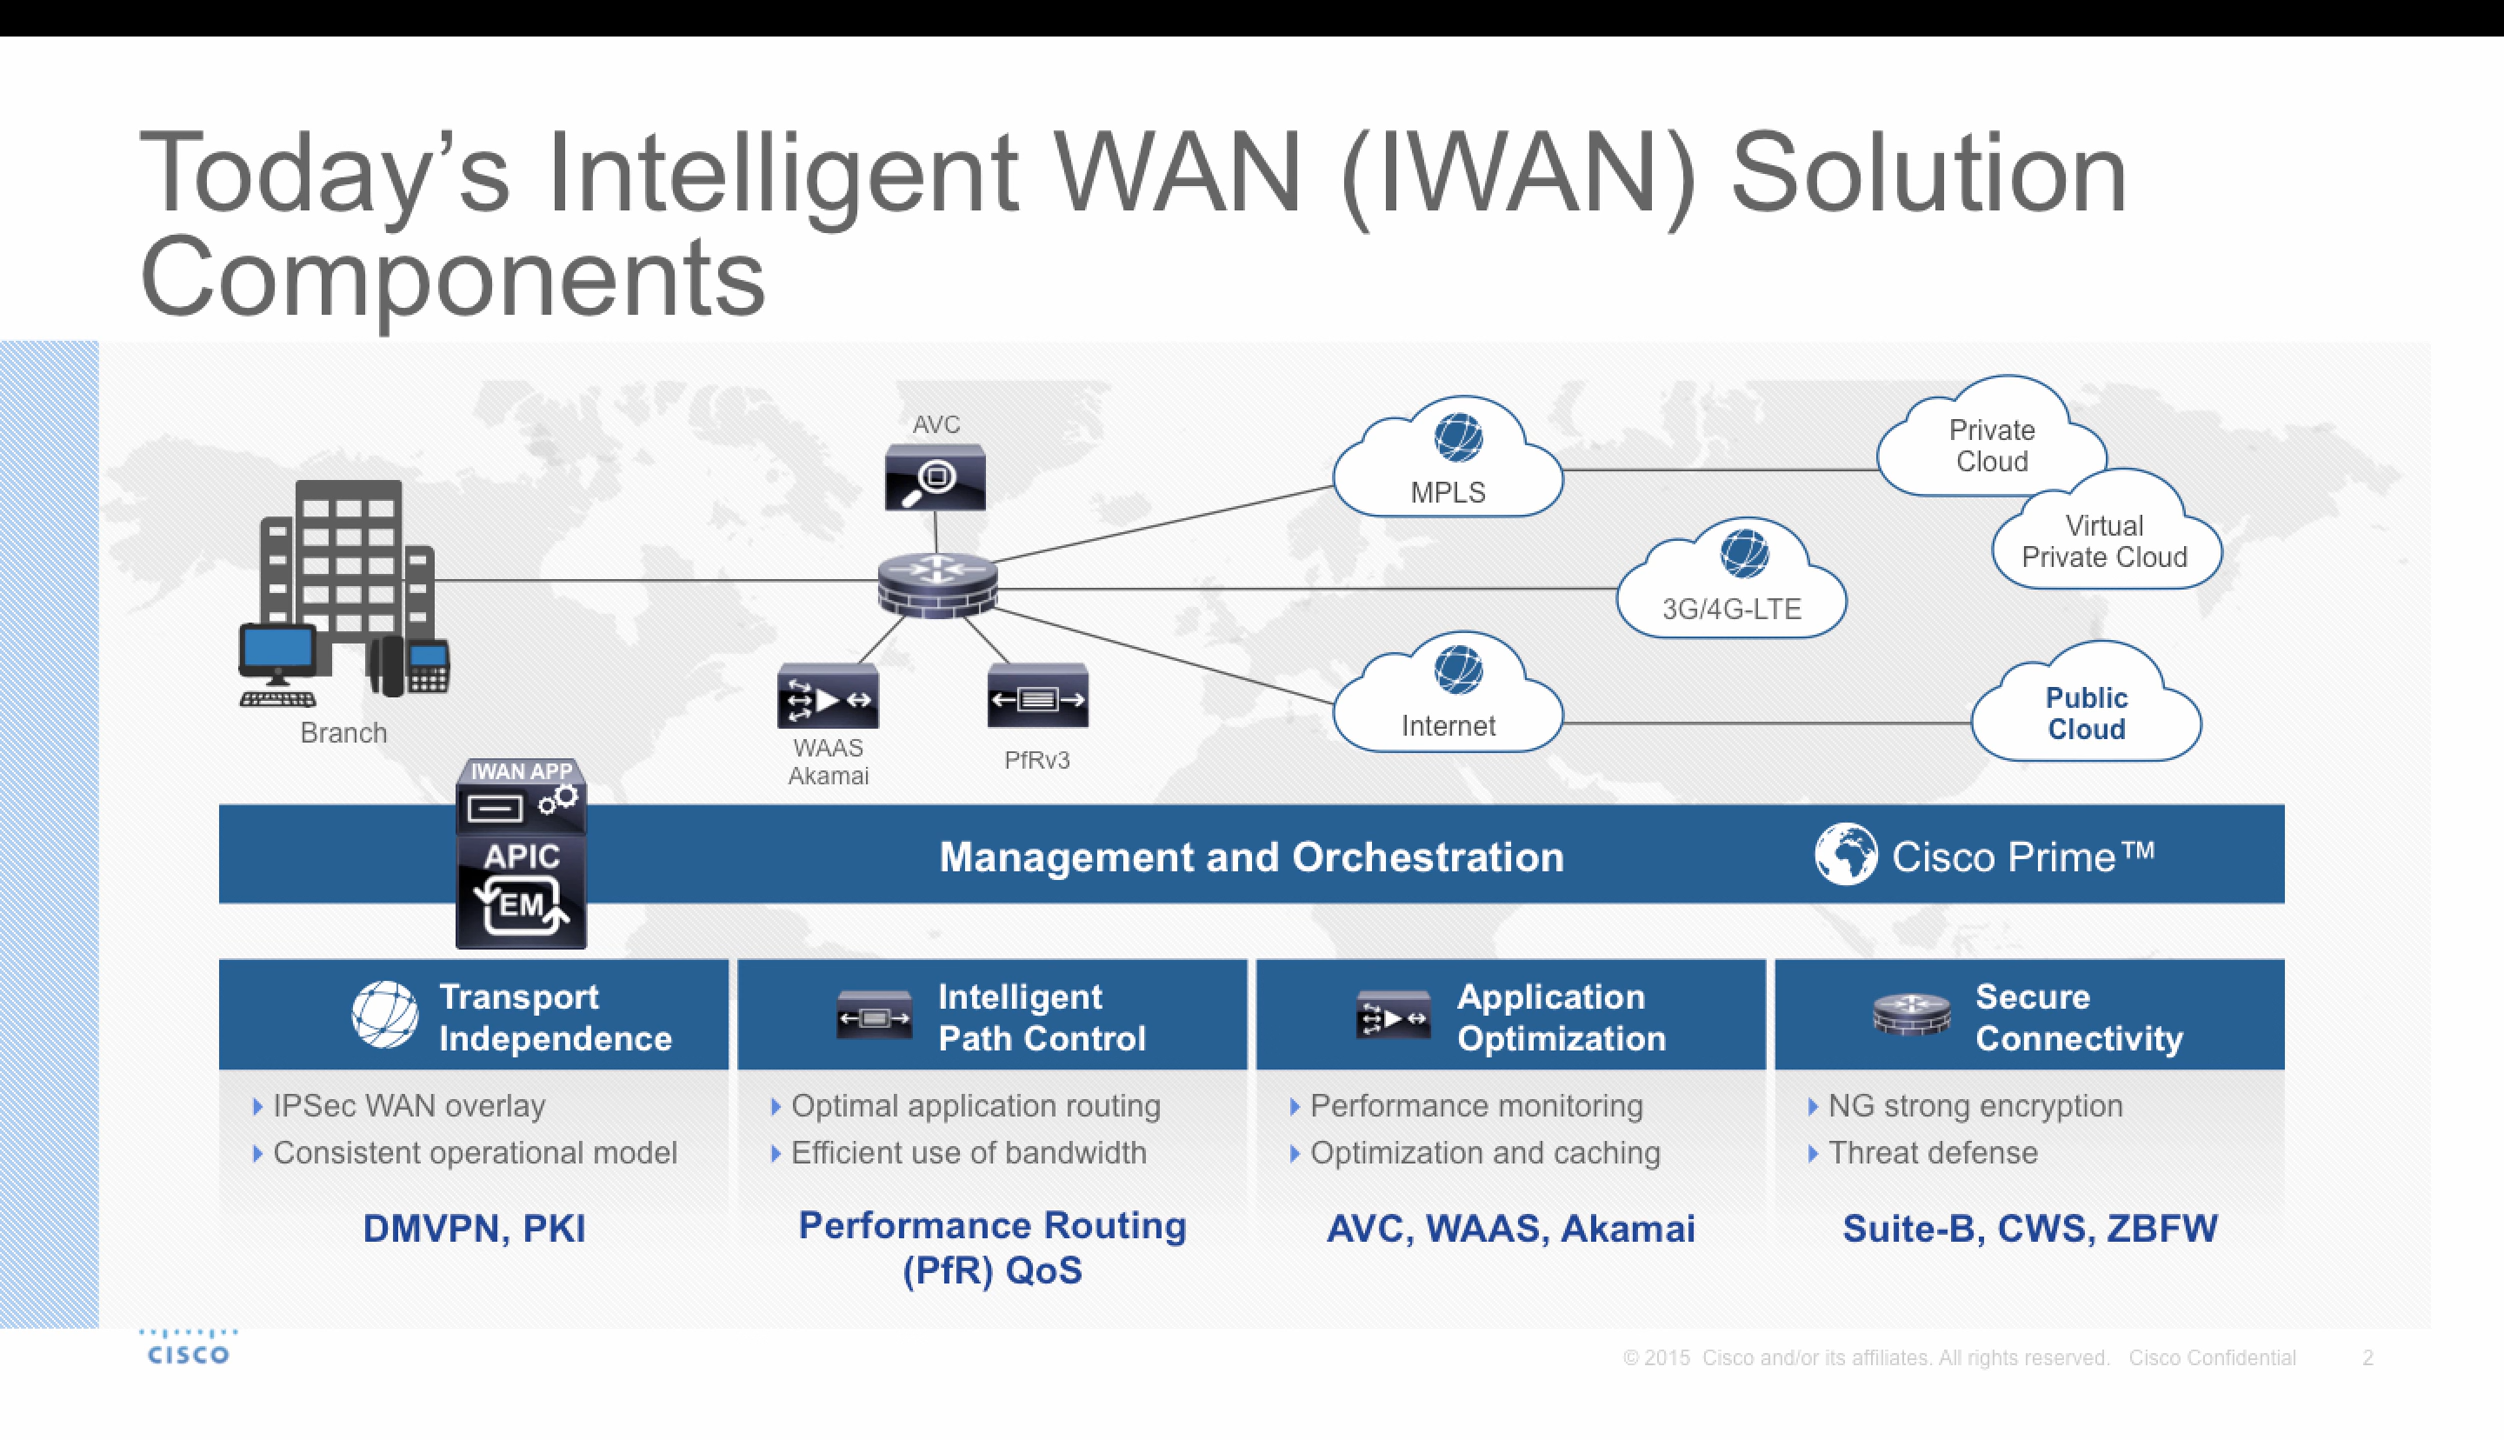 Today’s Intelligent WAN (IWAN) Solution
Components
AVC
MPLS
Private
Cloud
Virtual
Private Cloud
3G/4G-LTE
Internet
Public
Cloud
Branch
WAAS
Akamai
PfRv3
IWAN APP
APIC
EM
Management and Orchestration
Cisco Prime™
Transport
Independence
IPSec WAN overlay
Consistent operational model
DMVPN, PKI
Intelligent
Path Control
Optimal application routing
Efficient use of bandwidth
Performance Routing
(PfR) QoS
Application
Optimization
Performance monitoring
Optimization and caching
AVC, WAAS, Akamai
Secure
Connectivity
NG strong encryption
Threat defense
Suite-B, CWS, ZBFW
CISCO
© 2015 Cisco and/or its affiliates. All rights reserved. Cisco Confidential 2